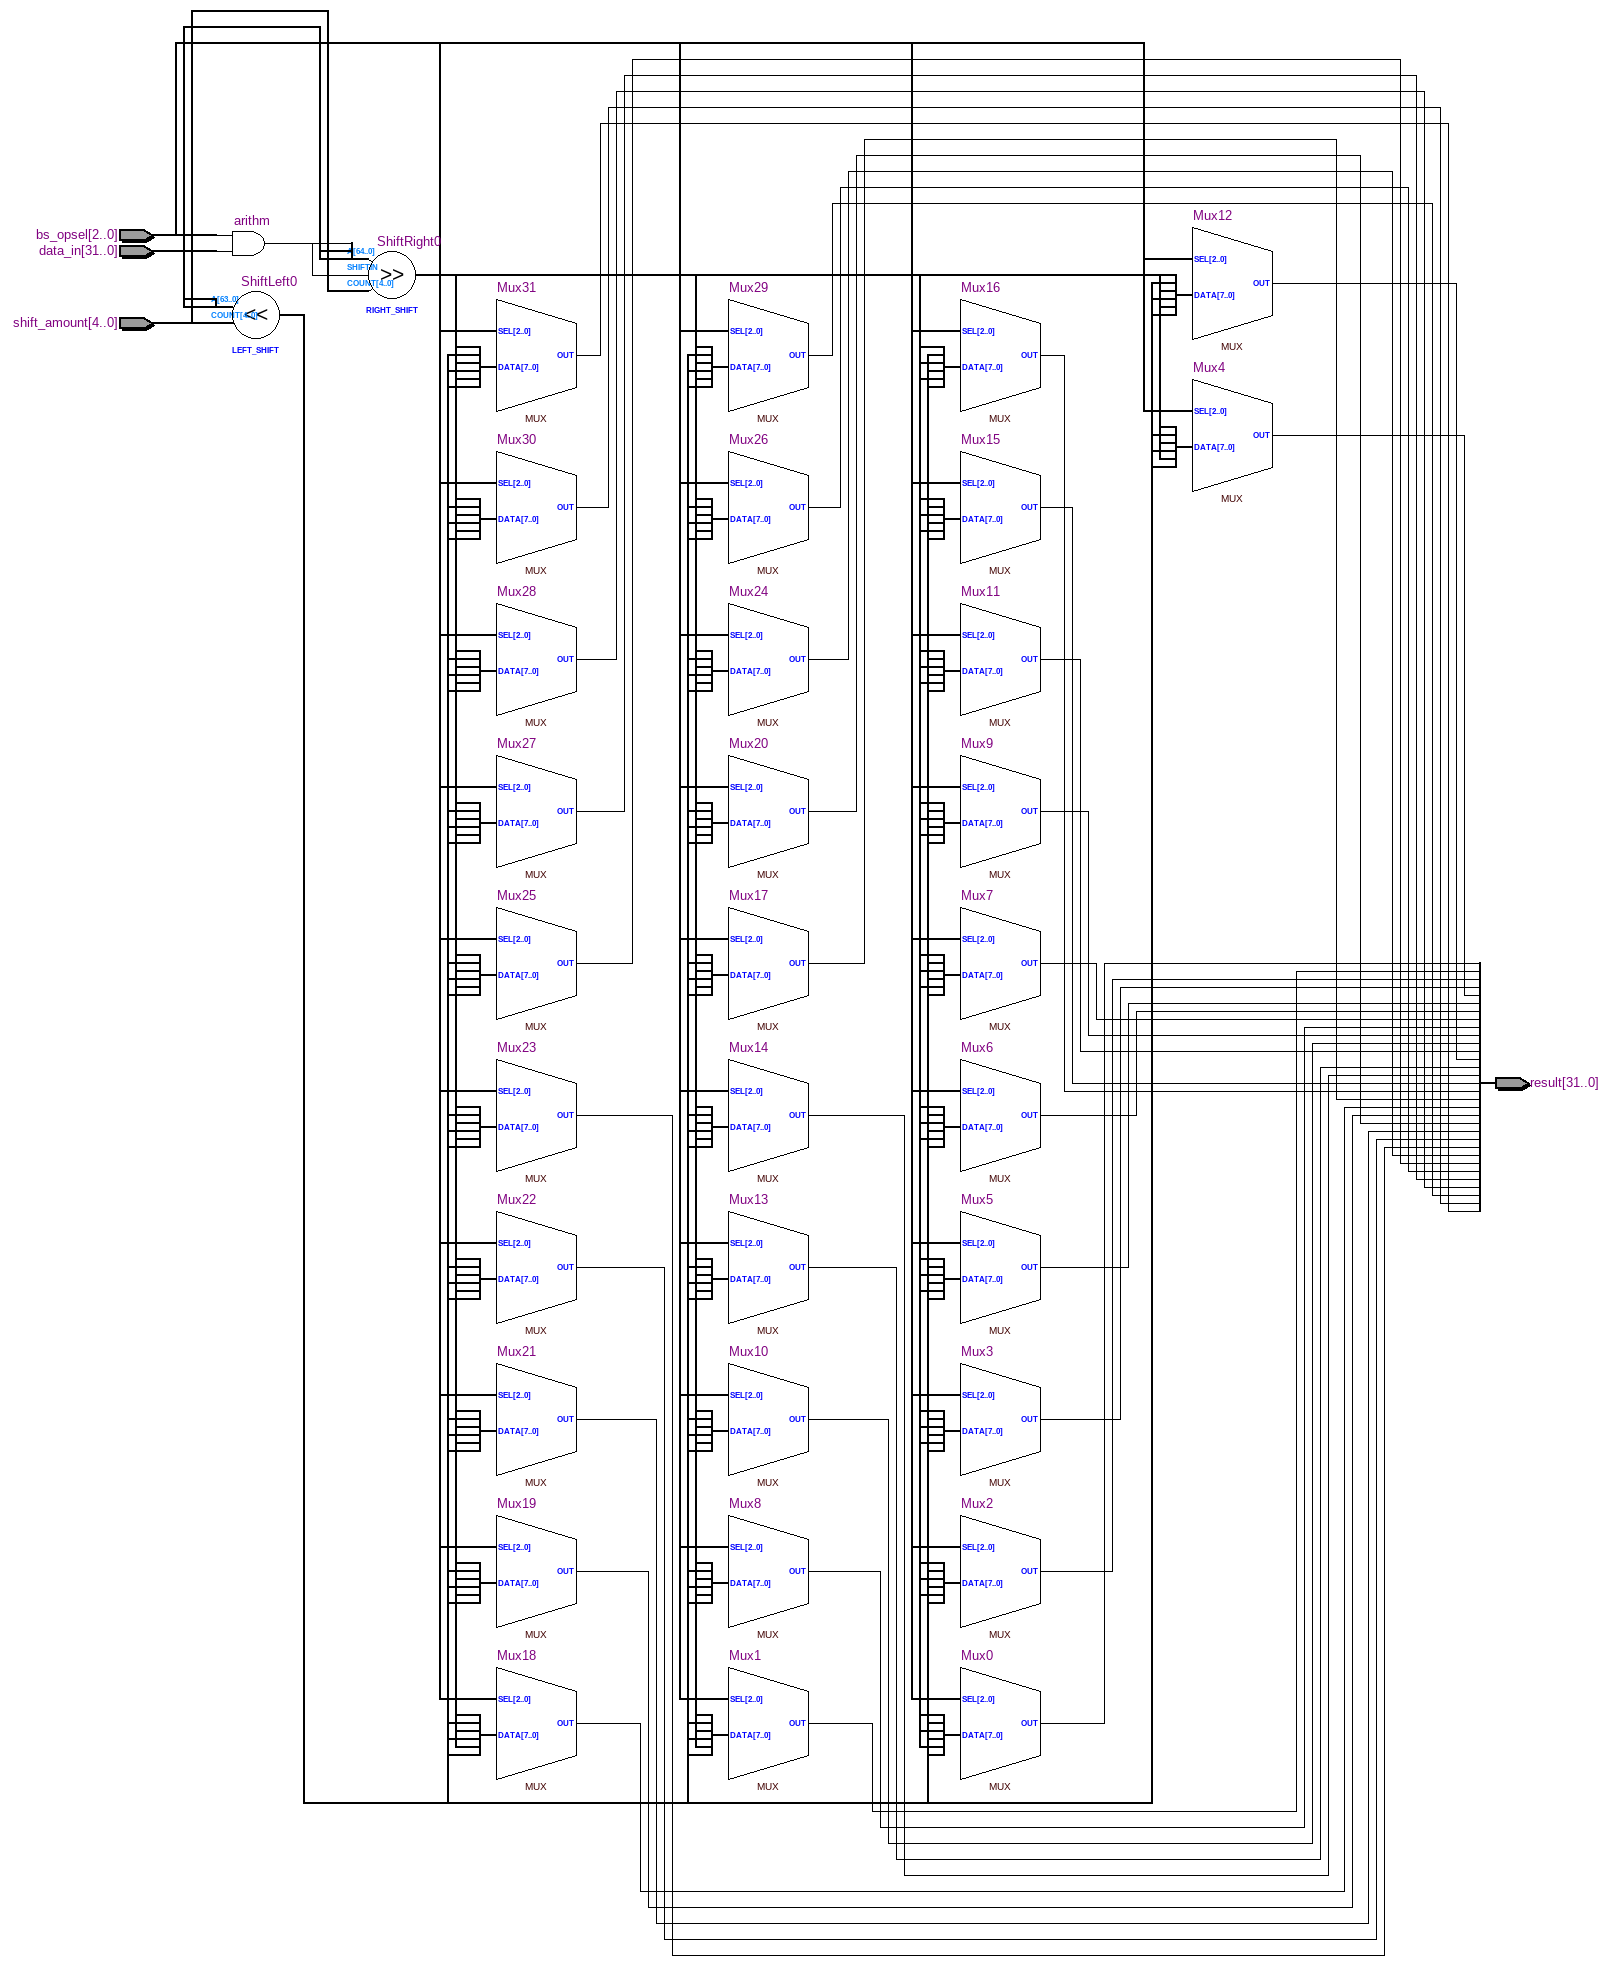 bs_opsel[2..0]
data_in[31..0]
shift_amount[4..0]
arithm
ShiftLeft0
A[63..0]
COUNT[4..0]
<<
LEFT_SHIFT
ShiftRight0
A[64..0]
SHIFTIN
COUNT[4..0]
>>
RIGHT_SHIFT
Mux31
SEL[2..0]
OUT
DATA[7..0]
MUX
Mux30
SEL[2..0]
OUT
DATA[7..0]
MUX
Mux28
SEL[2..0]
OUT
DATA[7..0]
MUX
Mux27
SEL[2..0]
OUT
DATA[7..0]
MUX
Mux25
SEL[2..0]
OUT
DATA[7..0]
MUX
Mux23
SEL[2..0]
OUT
DATA[7..0]
MUX
Mux22
SEL[2..0]
OUT
DATA[7..0]
MUX
Mux21
SEL[2..0]
OUT
DATA[7..0]
MUX
Mux19
SEL[2..0]
OUT
DATA[7..0]
MUX
Mux18
SEL[2..0]
OUT
DATA[7..0]
MUX
Mux29
SEL[2..0]
OUT
DATA[7..0]
MUX
Mux26
SEL[2..0]
OUT
DATA[7..0]
MUX
Mux24
SEL[2..0]
OUT
DATA[7..0]
MUX
Mux20
SEL[2..0]
OUT
DATA[7..0]
MUX
Mux17
SEL[2..0]
OUT
DATA[7..0]
MUX
Mux14
SEL[2..0]
OUT
DATA[7..0]
MUX
Mux13
SEL[2..0]
OUT
DATA[7..0]
MUX
Mux10
SEL[2..0]
OUT
DATA[7..0]
MUX
Mux8
SEL[2..0]
OUT
DATA[7..0]
MUX
Mux1
SEL[2..0]
OUT
DATA[7..0]
MUX
Mux16
SEL[2..0]
OUT
DATA[7..0]
MUX
Mux15
SEL[2..0]
OUT
DATA[7..0]
MUX
Mux11
SEL[2..0]
OUT
DATA[7..0]
MUX
Mux9
SEL[2..0]
OUT
DATA[7..0]
MUX
Mux7
SEL[2..0]
OUT
DATA[7..0]
MUX
Mux6
SEL[2..0]
OUT
DATA[7..0]
MUX
Mux5
SEL[2..0]
OUT
DATA[7..0]
MUX
Mux3
SEL[2..0]
OUT
DATA[7..0]
MUX
Mux2
SEL[2..0]
OUT
DATA[7..0]
MUX
Mux0
SEL[2..0]
OUT
DATA[7..0]
MUX
Mux12
SEL[2..0]
OUT
DATA[7..0]
MUX
Mux4
SEL[2..0]
OUT
DATA[7..0]
MUX
result[31..0]